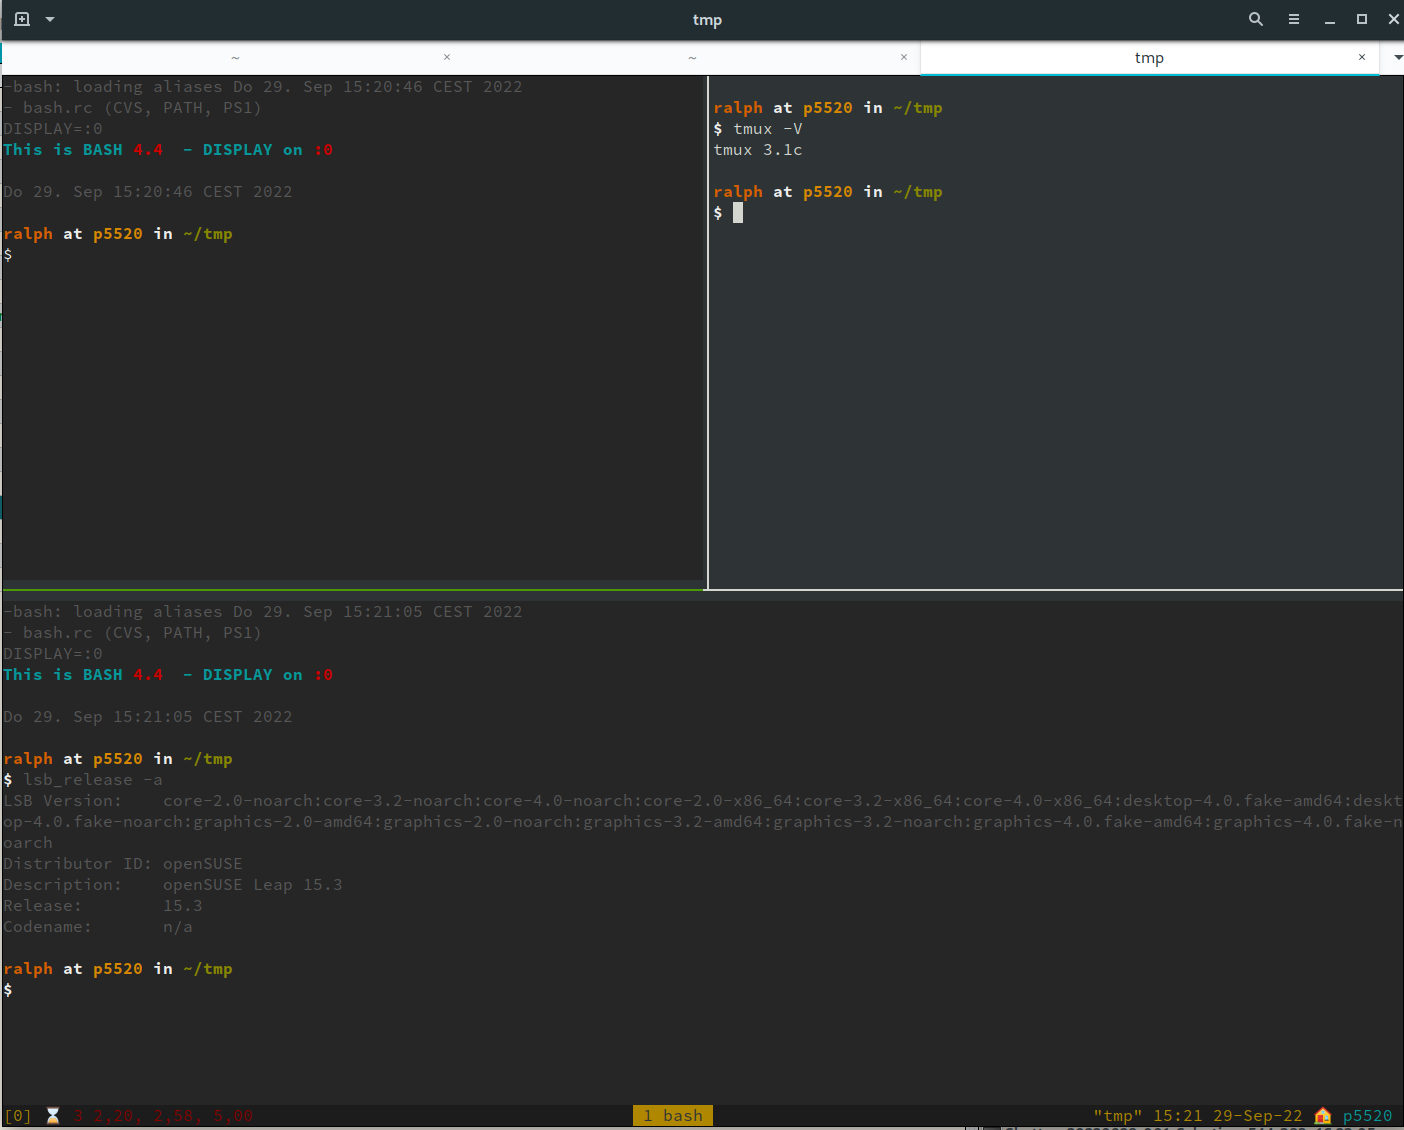 tmp
~ × ~ × tmp ×
-bash: loading aliases Do 29. Sep 15:20:46 CEST 2022
- bash.rc (CVS, PATH, PS1)
DISPLAY=:0
This is BASH 4.4  - DISPLAY on :0
Do 29. Sep 15:20:46 CEST 2022
ralph at p5520 in ~/tmp
$
ralph at p5520 in ~/tmp
$ tmux -V
tmux 3.1c
ralph at p5520 in ~/tmp
$
-bash: loading aliases Do 29. Sep 15:21:05 CEST 2022
- bash.rc (CVS, PATH, PS1)
DISPLAY=:0
This is BASH 4.4  - DISPLAY on :0
Do 29. Sep 15:21:05 CEST 2022
ralph at p5520 in ~/tmp
$ lsb_release -a
LSB Version:    core-2.0-noarch:core-3.2-noarch:core-4.0-noarch:core-2.0-x86_64:core-3.2-x86_64:core-4.0-x86_64:desktop-4.0.fake-amd64:deskt
op-4.0.fake-noarch:graphics-2.0-amd64:graphics-2.0-noarch:graphics-3.2-amd64:graphics-3.2-noarch:graphics-4.0.fake-amd64:graphics-4.0.fake-n
oarch
Distributor ID: openSUSE
Description:    openSUSE Leap 15.3
Release:        15.3
Codename:       n/a
ralph at p5520 in ~/tmp
$
[0] ⌛ 3 2,20, 2,58, 5,00 1 bash "tmp" 15:21 29-Sep-22 🏠 p5520